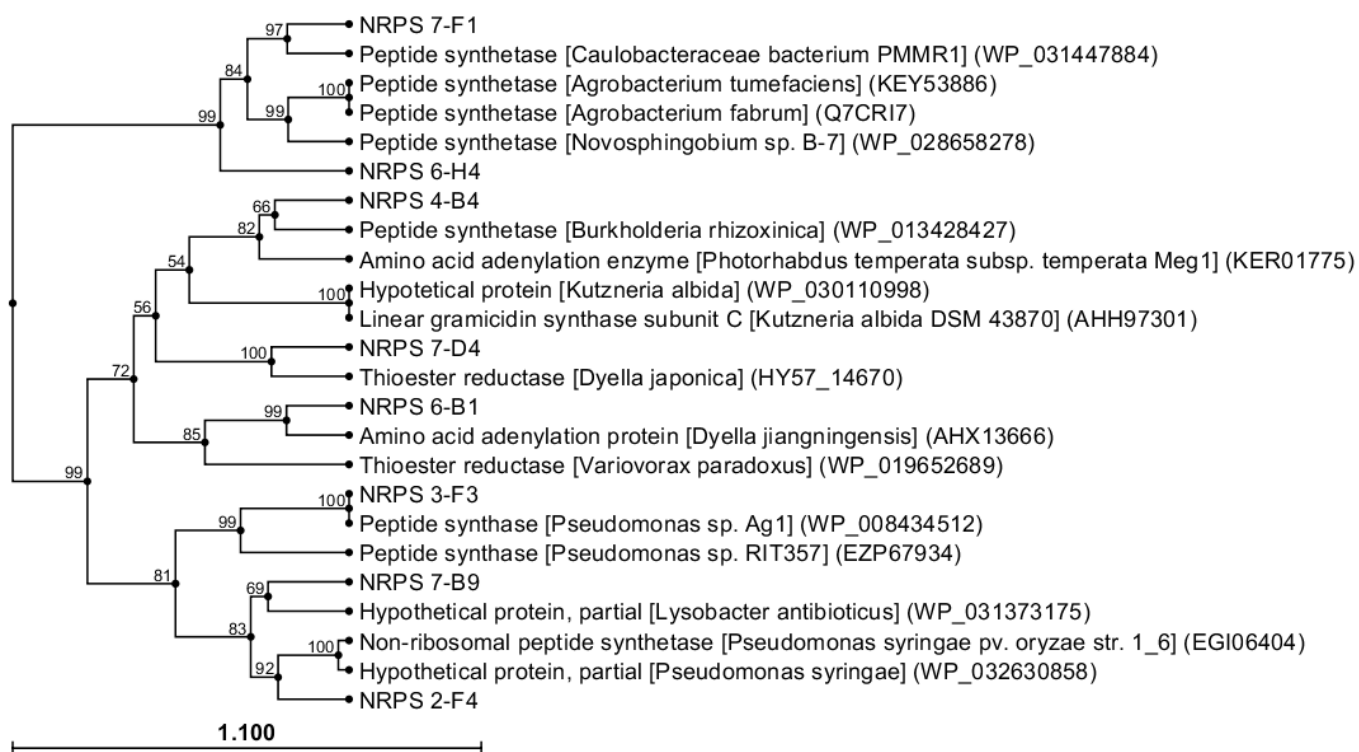 97
NRPS 7-F1
Peptide synthetase [Caulobacteraceae bacterium PMMR1] (WP_031447884)
84
100
Peptide synthetase [Agrobacterium tumefaciens] (KEY53886)
99
99
Peptide synthetase [Agrobacterium fabrum] (Q7CRI7)
Peptide synthetase [Novosphingobium sp. B-7] (WP_028658278)
NRPS 6-H4
66
NRPS 4-B4
82
Peptide synthetase [Burkholderia rhizoxinica] (WP_013428427)
54
Amino acid adenylation enzyme [Photorhabdus temperata subsp. temperata Meg1] (KER01775)
100
Hypotetical protein [Kutzneria albida] (WP_030110998)
56
Linear gramicidin synthase subunit C [Kutzneria albida DSM 43870] (AHH97301)
100
NRPS 7-D4
72
Thioester reductase [Dyella japonica] (HY57_14670)
99
NRPS 6-B1
85
Amino acid adenylation protein [Dyella jiangningensis] (AHX13666)
99
Thioester reductase [Variovorax paradoxus] (WP_019652689)
100
NRPS 3-F3
99
Peptide synthase [Pseudomonas sp. Ag1] (WP_008434512)
Peptide synthase [Pseudomonas sp. RIT357] (EZP67934)
81
69
NRPS 7-B9
Hypothetical protein, partial [Lysobacter antibioticus] (WP_031373175)
83
100
Non-ribosomal peptide synthetase [Pseudomonas syringae pv. oryzae str. 1_6] (EGI06404)
92
Hypothetical protein, partial [Pseudomonas syringae] (WP_032630858)
NRPS 2-F4
1.100